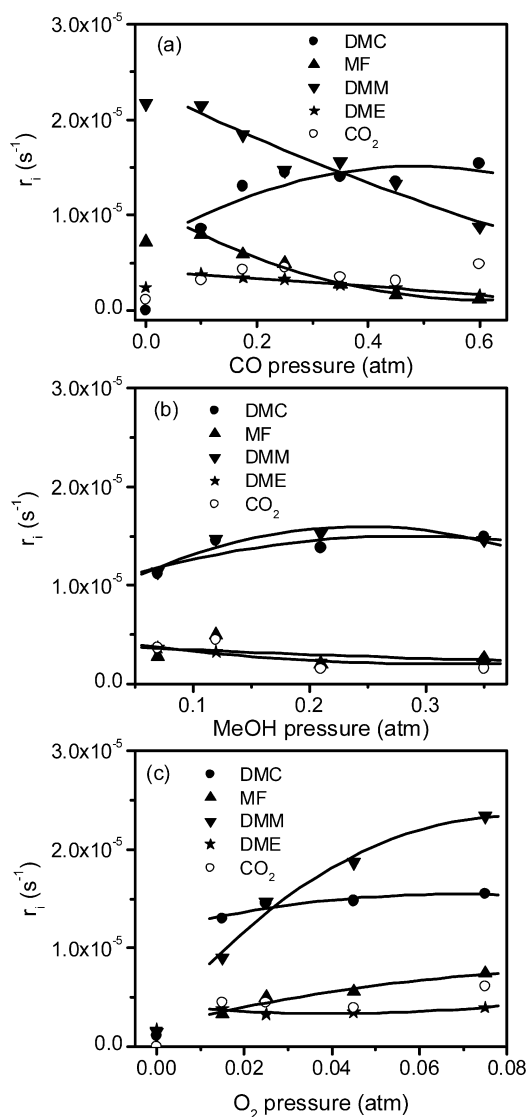 3.0x10⁻⁵
(a)
DMC
MF
DMM
DME
CO₂
2.0x10⁻⁵
rᵢ (s⁻¹)
1.0x10⁻⁵
0.0
0.0 0.2 0.4 0.6
CO pressure (atm)
3.0x10⁻⁵
(b)
DMC
MF
DMM
DME
CO₂
2.0x10⁻⁵
rᵢ (s⁻¹)
1.0x10⁻⁵
0.0
0.1 0.2 0.3
MeOH pressure (atm)
3.0x10⁻⁵
(c)
DMC
MF
DMM
DME
CO₂
2.0x10⁻⁵
rᵢ (s⁻¹)
1.0x10⁻⁵
0.0
0.00 0.02 0.04 0.06 0.08
O₂ pressure (atm)